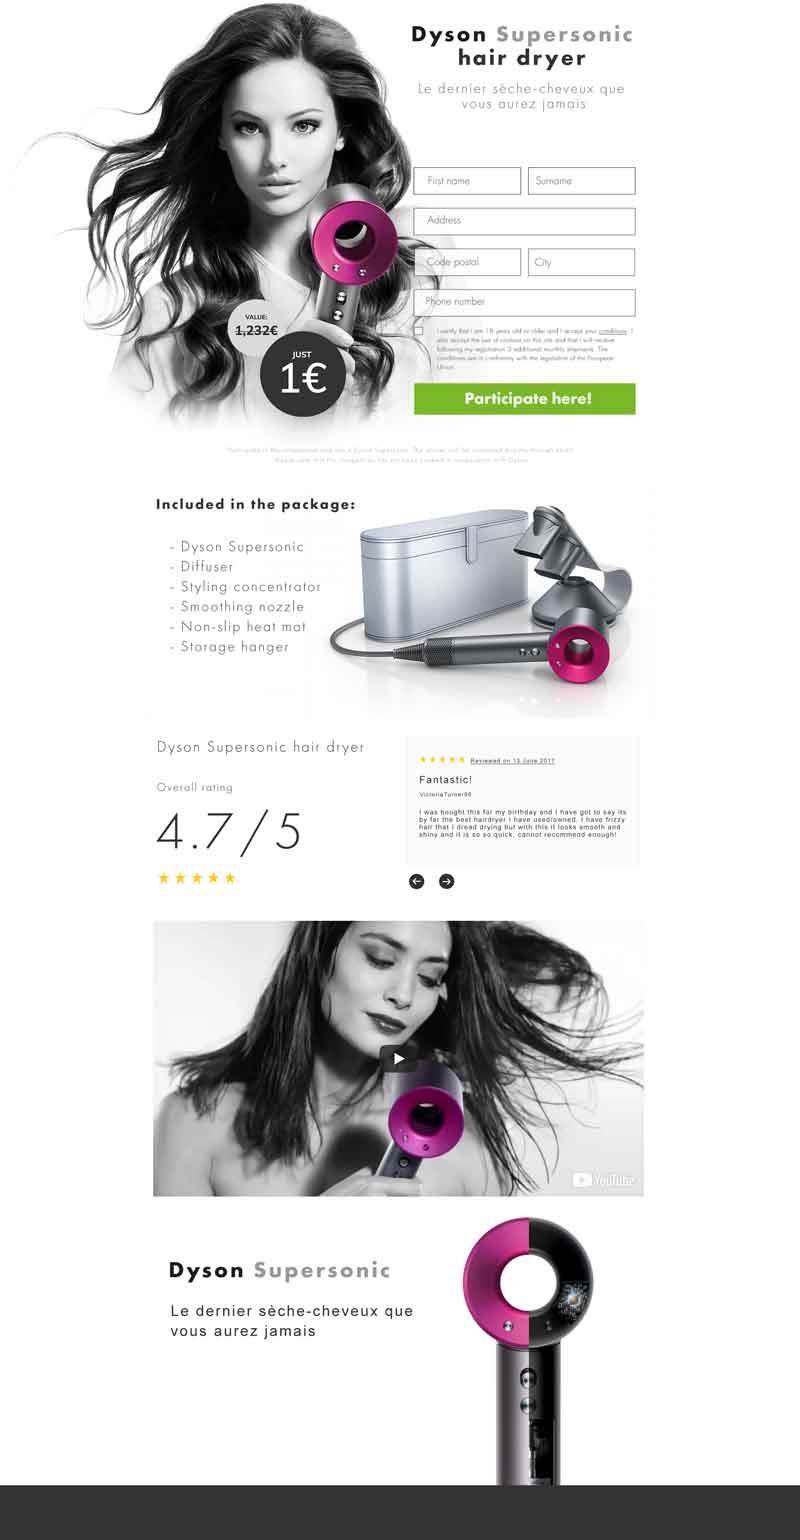 Dyson Supersonic
hair dryer
Le dernier sèche-cheveux que
vous aurez jamais
First name
Surname
Address
Code postal
City
Phone number
I certify that I am 18 years old or older and I accept your conditions. I
also accept the use of cookies on this site and that I will receive
following my registration 3 additional monthly shipments. The
conditions are in conformity with the legislation of the European
Union.
Participate here!
VALUE:
1,232€
JUST
1€
Included in the package:
- Dyson Supersonic
- Diffuser
- Styling concentrator
- Smoothing nozzle
- Non-slip heat mat
- Storage hanger
Dyson Supersonic hair dryer
Overall rating
4.7/5
Reviewed on 13 June 2017
Fantastic!
VictoriaTurner96
I was bought this for my birthday and I have got to say its
by far the best hairdryer I have used/owned. I have frizzy
hair that I dread drying but with this it looks smooth and
shiny and it is so so quick, cannot recommend enough!
YouTube
Dyson Supersonic
Le dernier sèche-cheveux que
vous aurez jamais